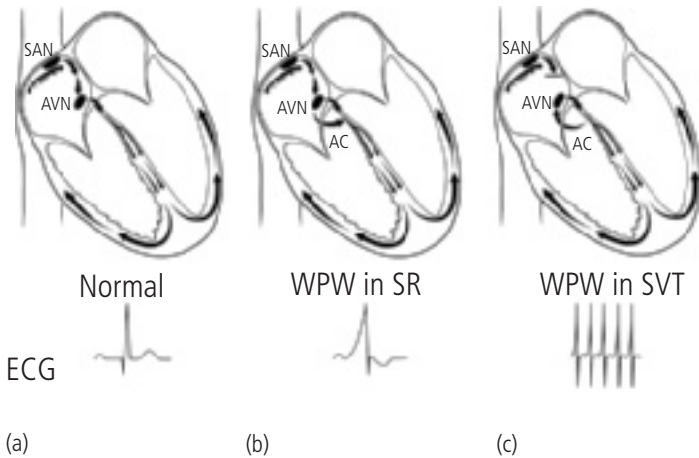 SAN
AVN
SAN
AVN
AC
SAN
AVN
AC
Normal
WPW in SR
WPW in SVT
ECG
(a)
(b)
(c)